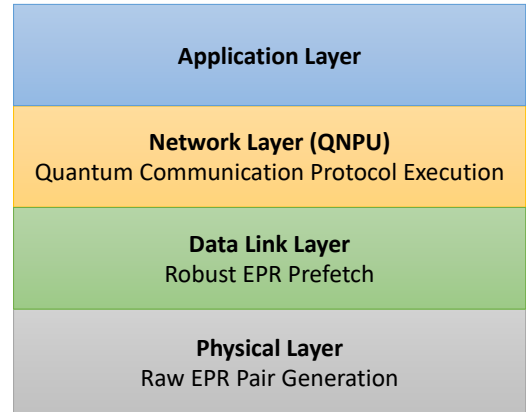 Application Layer
Network Layer (QNPU)
Quantum Communication Protocol Execution
Data Link Layer
Robust EPR Prefetch
Physical Layer
Raw EPR Pair Generation